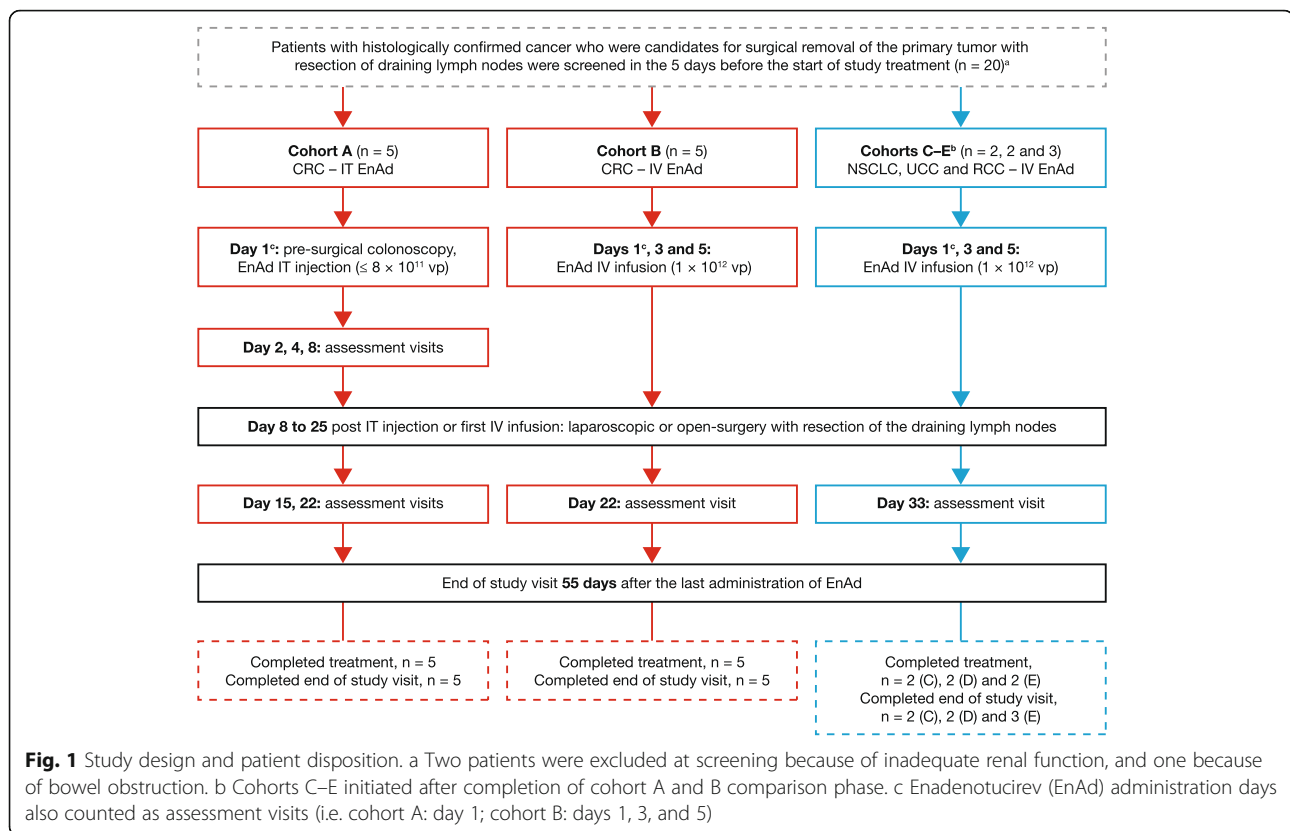 Patients with histologically confirmed cancer who were candidates for surgical removal of the primary tumor with
resection of draining lymph nodes were screened in the 5 days before the start of study treatment (n = 20)ᵃ
Cohort A (n = 5)
CRC – IT EnAd
Cohort B (n = 5)
CRC – IV EnAd
Cohorts C–Eᵇ (n = 2, 2 and 3)
NSCLC, UCC and RCC – IV EnAd
Day 1ᶜ: pre-surgical colonoscopy,
EnAd IT injection (≤ 8 × 10¹¹ vp)
Days 1ᶜ, 3 and 5:
EnAd IV infusion (1 × 10¹² vp)
Days 1ᶜ, 3 and 5:
EnAd IV infusion (1 × 10¹² vp)
Day 2, 4, 8: assessment visits
Day 8 to 25 post IT injection or first IV infusion: laparoscopic or open-surgery with resection of the draining lymph nodes
Day 15, 22: assessment visits
Day 22: assessment visit
Day 33: assessment visit
End of study visit 55 days after the last administration of EnAd
Completed treatment, n = 5
Completed end of study visit, n = 5
Completed treatment, n = 5
Completed end of study visit, n = 5
Completed treatment,
n = 2 (C), 2 (D) and 2 (E)
Completed end of study visit,
n = 2 (C), 2 (D) and 3 (E)
Fig. 1 Study design and patient disposition. a Two patients were excluded at screening because of inadequate renal function, and one because
of bowel obstruction. b Cohorts C–E initiated after completion of cohort A and B comparison phase. c Enadenotucirev (EnAd) administration days
also counted as assessment visits (i.e. cohort A: day 1; cohort B: days 1, 3, and 5)